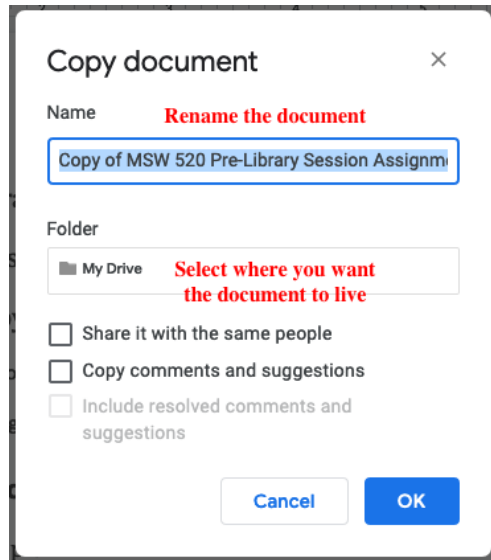 Copy document
Name
Rename the document
Copy of MSW 520 Pre-Library Session Assignm
Folder
My Drive
Select where you want
the document to live
Share it with the same people
Copy comments and suggestions
Include resolved comments and
suggestions
Cancel
OK